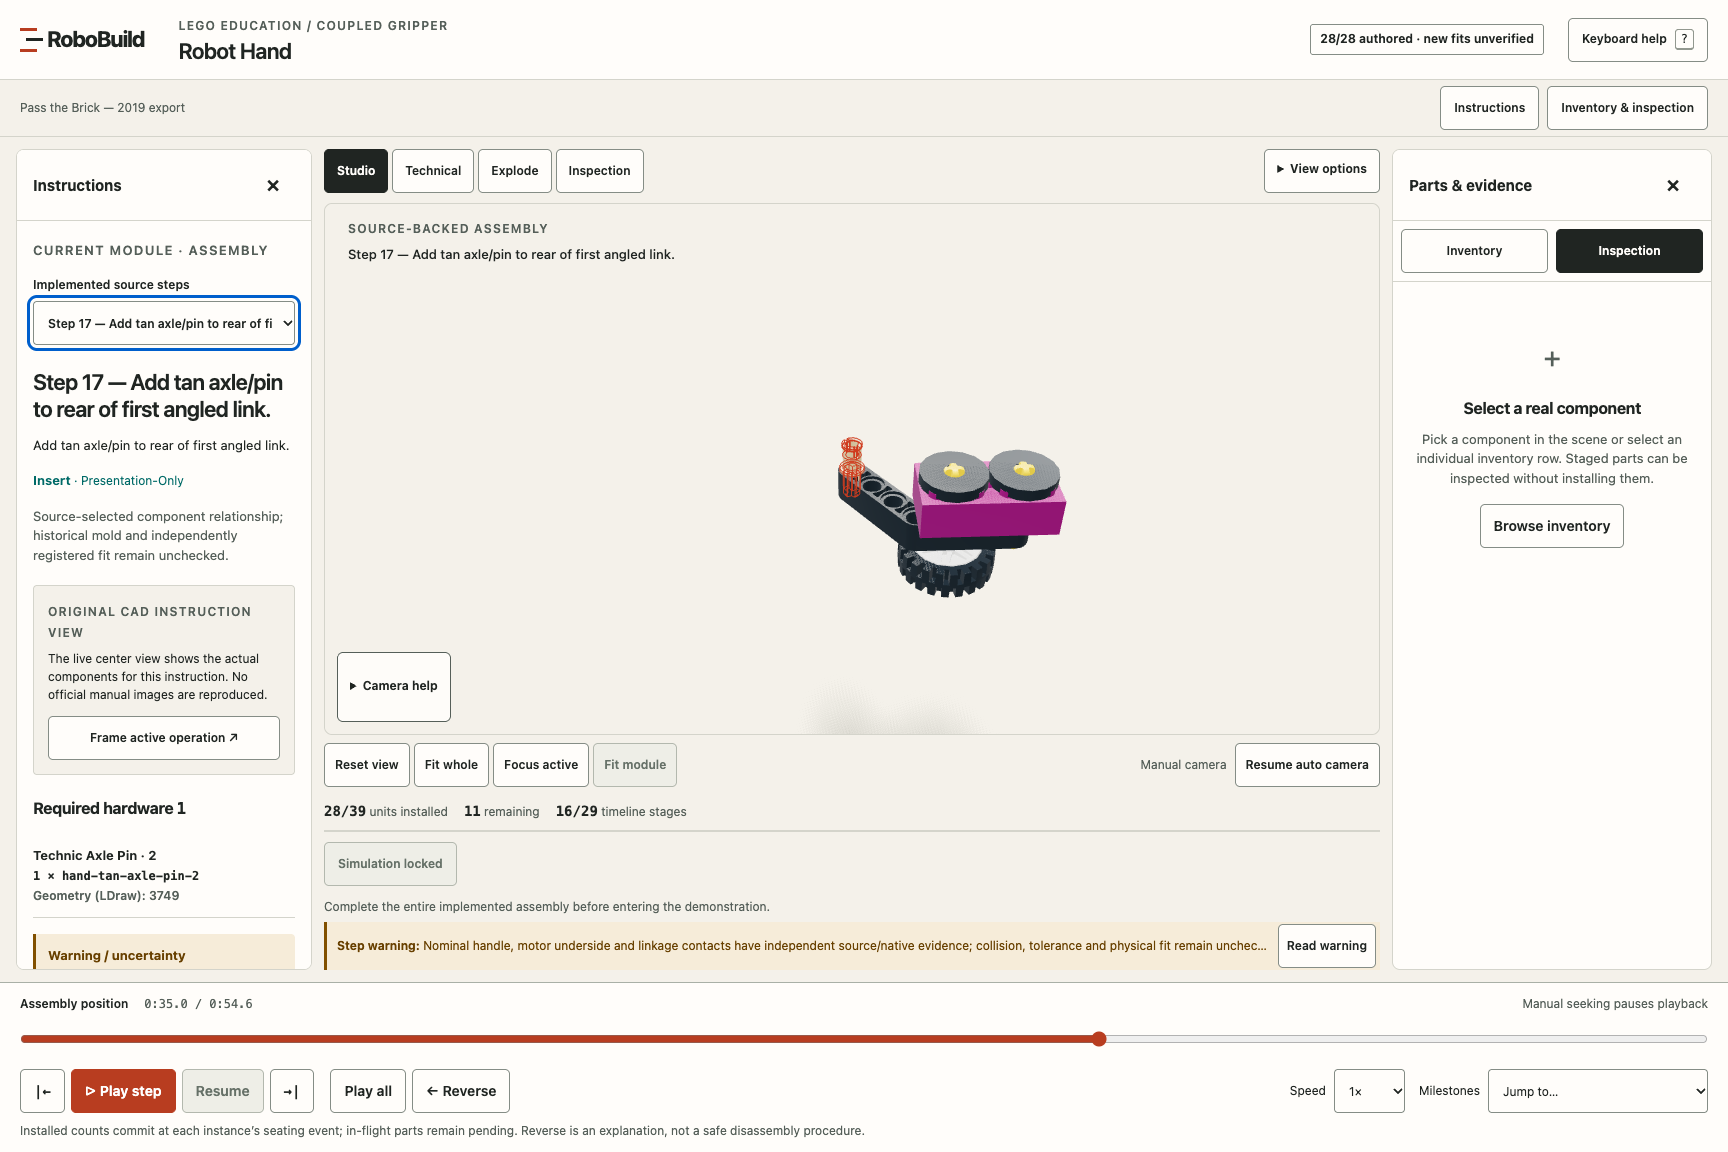 RoboBuild
LEGO EDUCATION / COUPLED GRIPPER
Robot Hand
28/28 authored · new fits unverified
Keyboard help ?
Pass the Brick — 2019 export
Instructions
Inventory & inspection
Instructions
CURRENT MODULE · ASSEMBLY
Implemented source steps
Step 17 — Add tan axle/pin to rear of fi
Step 17 — Add tan axle/pin
to rear of first angled link.
Add tan axle/pin to rear of first angled link.
Insert · Presentation-Only
Source-selected component relationship;
historical mold and independently
registered fit remain unchecked.
ORIGINAL CAD INSTRUCTION
VIEW
The live center view shows the actual
components for this instruction. No
official manual images are reproduced.
Frame active operation ↗
Required hardware 1
Technic Axle Pin · 2
1 × hand-tan-axle-pin-2
Geometry (LDraw): 3749
Warning / uncertainty
Studio
Technical
Explode
Inspection
View options
SOURCE-BACKED ASSEMBLY
Step 17 — Add tan axle/pin to rear of first angled link.
Camera help
Reset view
Fit whole
Focus active
Fit module
Manual camera
Resume auto camera
28/39 units installed
11 remaining
16/29 timeline stages
Simulation locked
Complete the entire implemented assembly before entering the demonstration.
Step warning: Nominal handle, motor underside and linkage contacts have independent source/native evidence; collision, tolerance and physical fit remain unchec...
Read warning
Parts & evidence
Inventory
Inspection
Select a real component
Pick a component in the scene or select an
individual inventory row. Staged parts can be
inspected without installing them.
Browse inventory
Assembly position 0:35.0 / 0:54.6
Manual seeking pauses playback
|←
Play step
Resume
→|
Play all
← Reverse
Speed
1×
Milestones
Jump to...
Installed counts commit at each instance's seating event; in-flight parts remain pending. Reverse is an explanation, not a safe disassembly procedure.